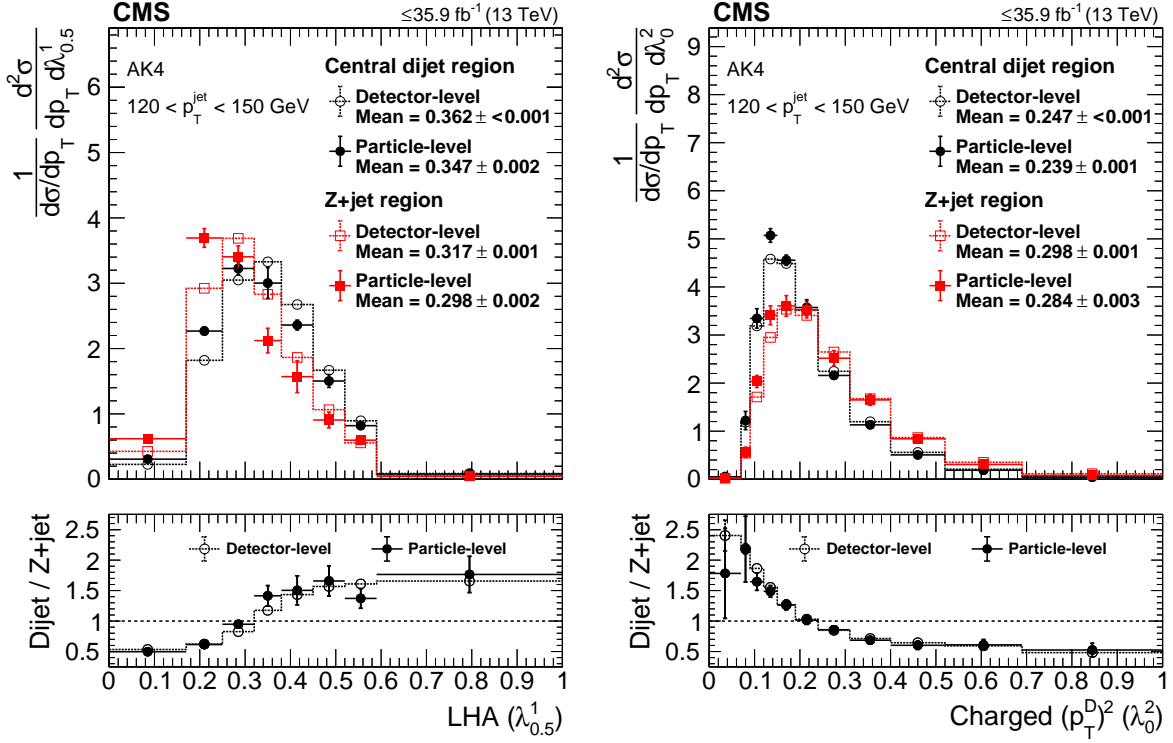 CMS
≤35.9 fb⁻¹ (13 TeV)
1
dσ/dp_T
d²σ
dp_T dλ¹_0.5
AK4
120 < p_T^jet < 150 GeV
Central dijet region
Detector-level
Mean = 0.362 ± <0.001
Particle-level
Mean = 0.347 ± 0.002
Z+jet region
Detector-level
Mean = 0.317 ± 0.001
Particle-level
Mean = 0.298 ± 0.002
6
5
4
3
2
1
0
Dijet / Z+jet
Detector-level
Particle-level
2.5
2
1.5
1
0.5
0 0.1 0.2 0.3 0.4 0.5 0.6 0.7 0.8 0.9 1
LHA (λ¹_0.5)
CMS
≤35.9 fb⁻¹ (13 TeV)
1
dσ/dp_T
d²σ
dp_T dλ²_0
AK4
120 < p_T^jet < 150 GeV
Central dijet region
Detector-level
Mean = 0.247 ± <0.001
Particle-level
Mean = 0.239 ± 0.001
Z+jet region
Detector-level
Mean = 0.298 ± 0.001
Particle-level
Mean = 0.284 ± 0.003
9
8
7
6
5
4
3
2
1
0
Dijet / Z+jet
Detector-level
Particle-level
2.5
2
1.5
1
0.5
0 0.1 0.2 0.3 0.4 0.5 0.6 0.7 0.8 0.9 1
Charged (p_T^D)² (λ²_0)